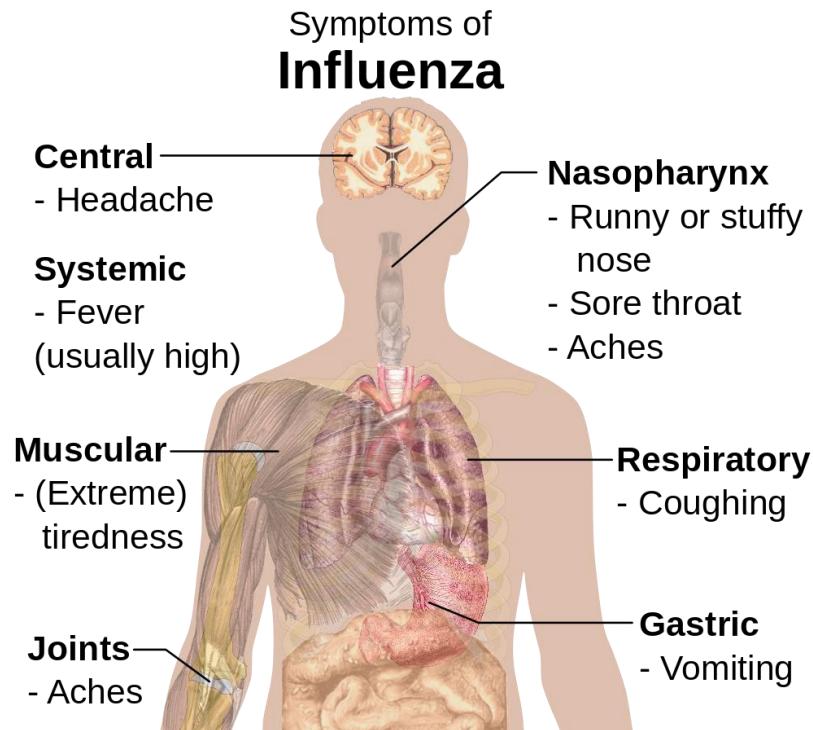 Symptoms of
Influenza
Central
- Headache
Systemic
- Fever
(usually high)
Muscular
- (Extreme)
tiredness
Joints
- Aches
Nasopharynx
- Runny or stuffy
nose
- Sore throat
- Aches
Respiratory
- Coughing
Gastric
- Vomiting